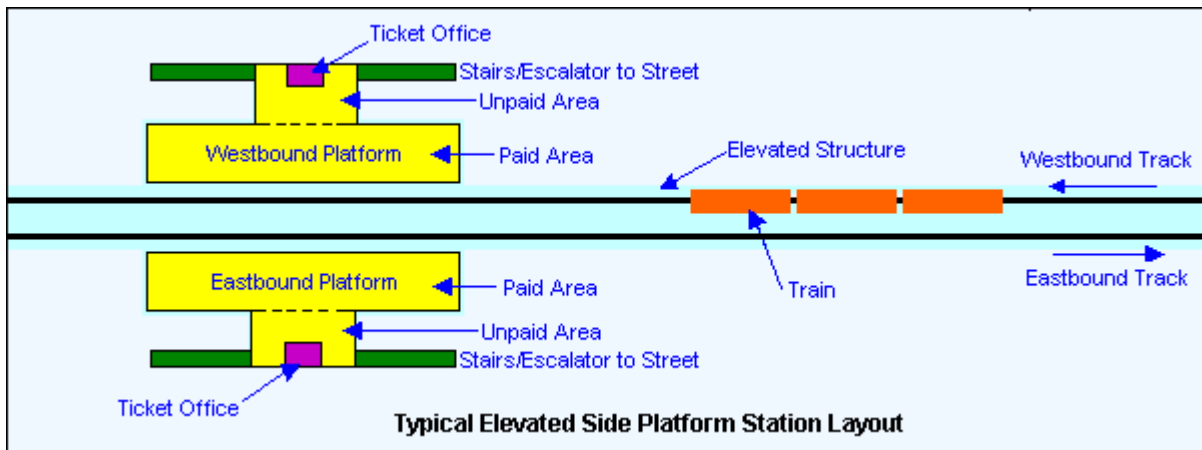 Ticket Office
Stairs/Escalator to Street
Unpaid Area
Westbound Platform
Paid Area
Elevated Structure
Westbound Track
Eastbound Platform
Paid Area
Train
Eastbound Track
Unpaid Area
Stairs/Escalator to Street
Ticket Office
Typical Elevated Side Platform Station Layout